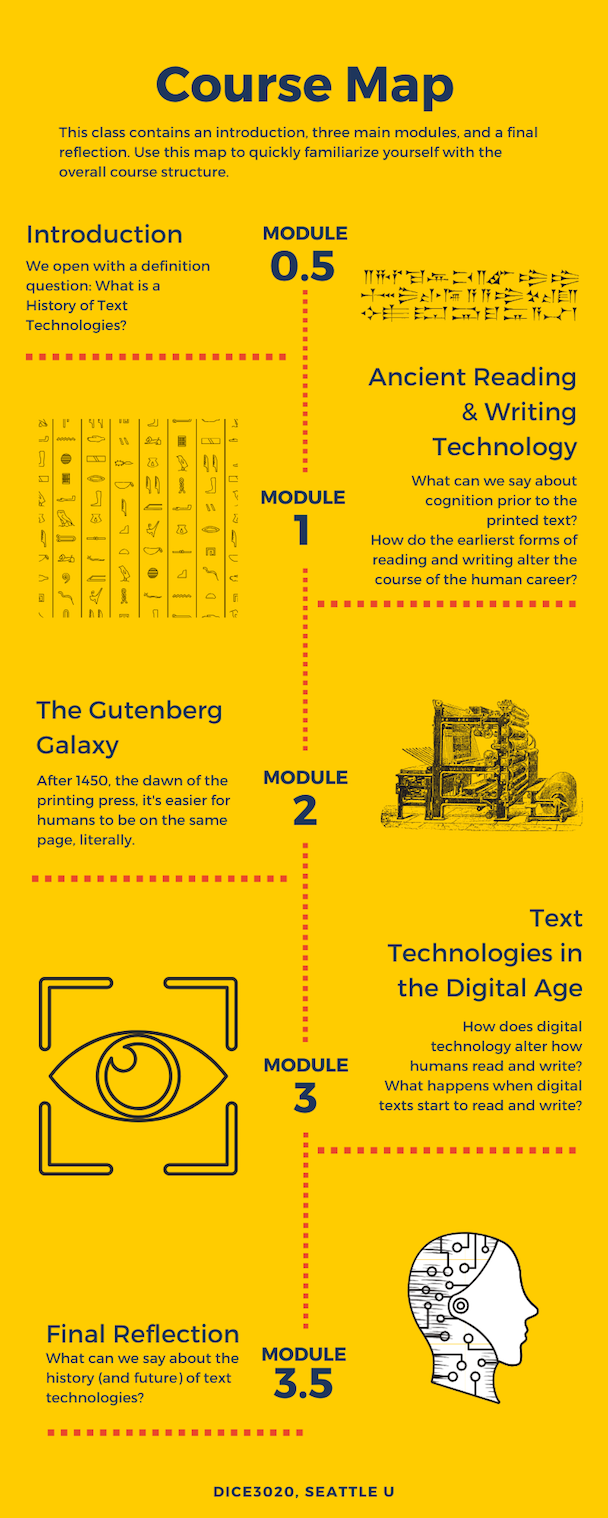 Course Map
This class contains an introduction, three main modules, and a final
reflection. Use this map to quickly familiarize yourself with the
overall course structure.
Introduction
We open with a definition
question: What is a
History of Text
Technologies?
MODULE
0.5
Ancient Reading
& Writing
Technology
What can we say about
cognition prior to the
printed text?
How do the earlierst forms of
reading and writing alter the
course of the human career?
MODULE
1
The Gutenberg
Galaxy
After 1450, the dawn of the
printing press, it's easier for
humans to be on the same
page, literally.
MODULE
2
Text
Technologies in
the Digital Age
How does digital
technology alter how
humans read and write?
What happens when digital
texts start to read and write?
MODULE
3
Final Reflection
What can we say about the
history (and future) of text
technologies?
MODULE
3.5
DICE3020, SEATTLE U